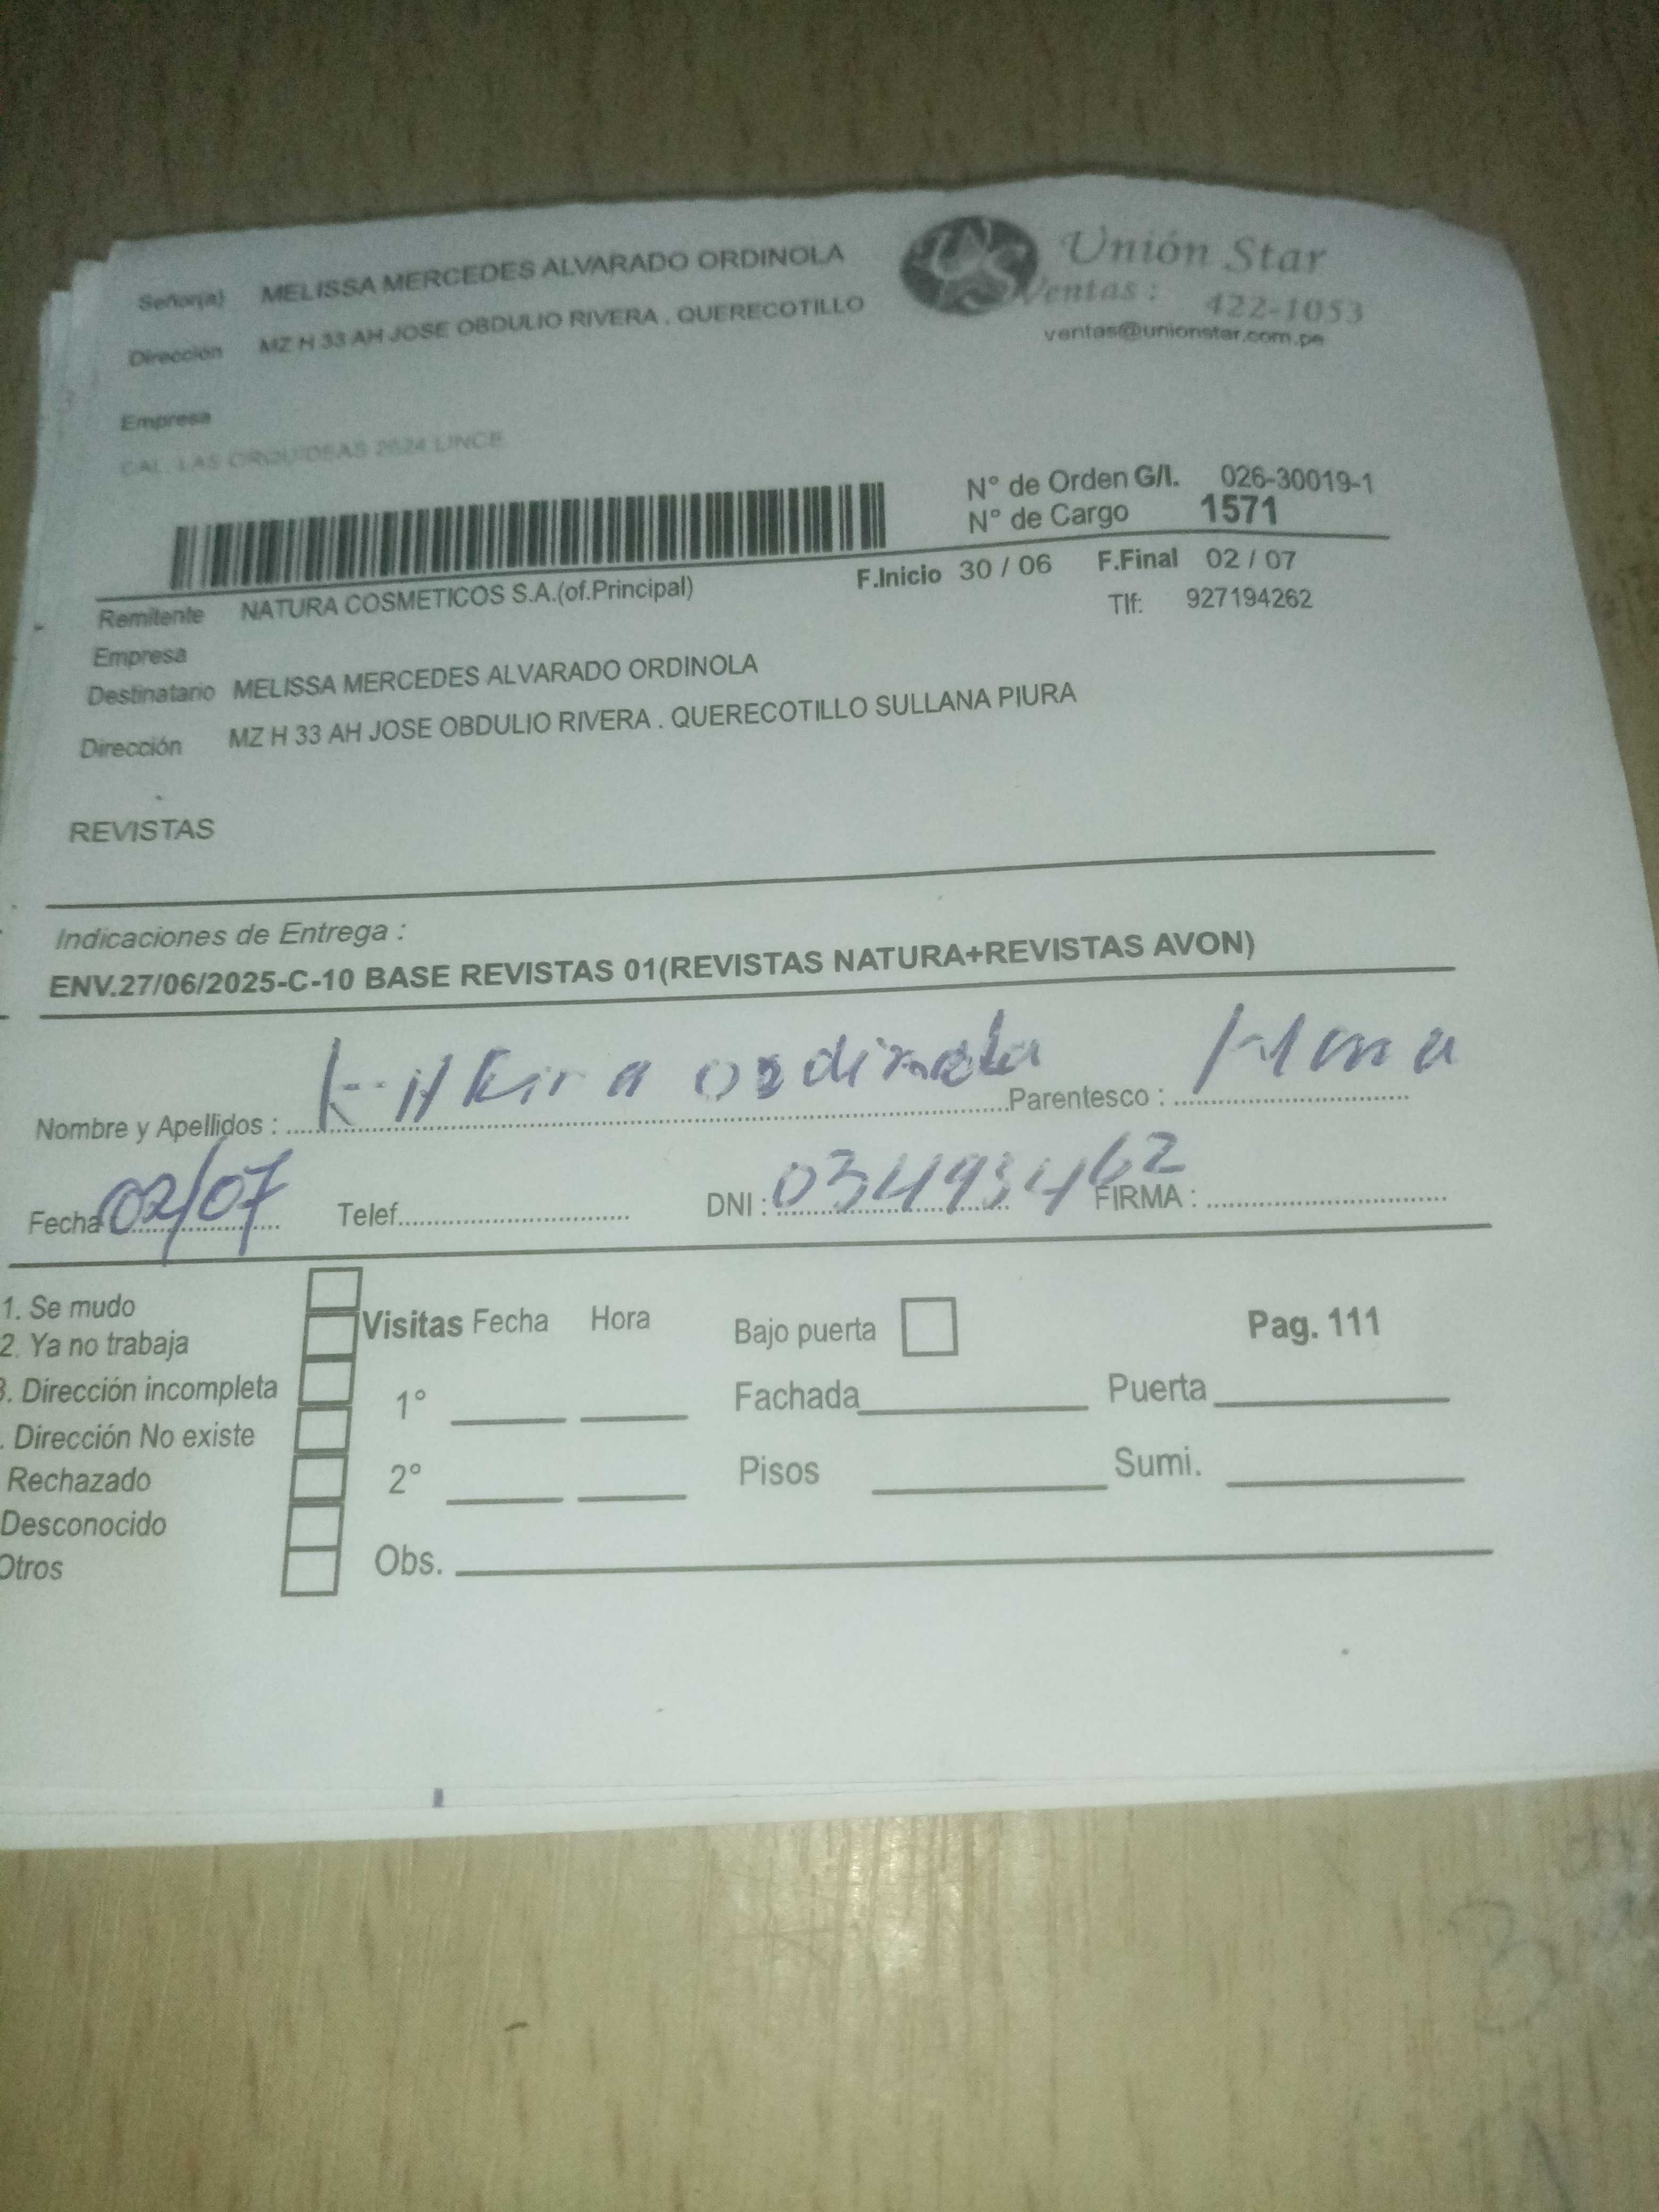 Señor(a) MELISSA MERCEDES ALVARADO ORDINOLA
Unión Star
Dirección MZ H 33 AH JOSE OBDULIO RIVERA . QUERECOTILLO
Ventas : 422-1053
ventas@unionstar.com.pe
Empresa
CAL. LAS ORQUIDEAS 2624 LINCE
N° de Orden G/I. 026-30019-1
N° de Cargo 1571
F.Inicio 30 / 06 F.Final 02 / 07
Remitente NATURA COSMETICOS S.A.(of.Principal)
Tlf: 927194262
Empresa
Destinatario MELISSA MERCEDES ALVARADO ORDINOLA
Dirección MZ H 33 AH JOSE OBDULIO RIVERA . QUERECOTILLO SULLANA PIURA
REVISTAS
Indicaciones de Entrega :
ENV.27/06/2025-C-10 BASE REVISTAS 01(REVISTAS NATURA+REVISTAS AVON)
Nombre y Apellidos : ordinola Parentesco :
Fecha 02/07 Telef. DNI : 03493462 FIRMA :
1. Se mudo
2. Ya no trabaja
. Dirección incompleta
. Dirección No existe
Rechazado
Desconocido
Otros
Visitas Fecha Hora Bajo puerta Pag. 111
1° Fachada Puerta
2° Pisos Sumi.
Obs.